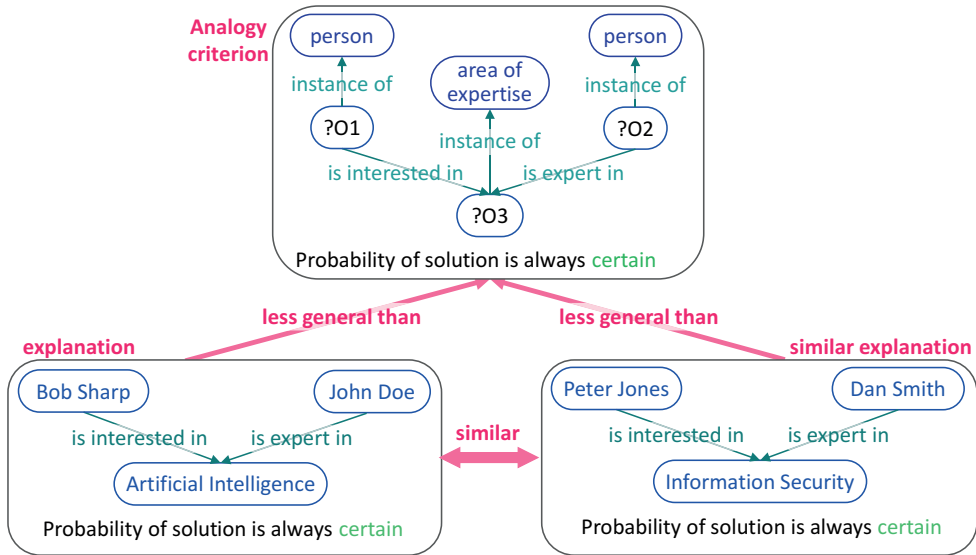 Analogy
criterion
person
person
area of
expertise
instance of
instance of
?O1
?O2
instance of
is interested in
is expert in
?O3
Probability of solution is always certain
less general than
less general than
explanation
similar explanation
Bob Sharp
John Doe
is interested in
is expert in
Artificial Intelligence
Probability of solution is always certain
similar
Peter Jones
Dan Smith
is interested in
is expert in
Information Security
Probability of solution is always certain